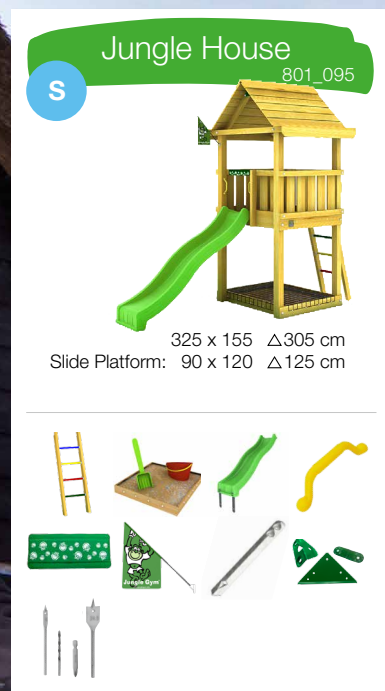 Jungle House
801_095
S
325 x 155 △305 cm
Slide Platform: 90 x 120 △125 cm
Jungle Gym